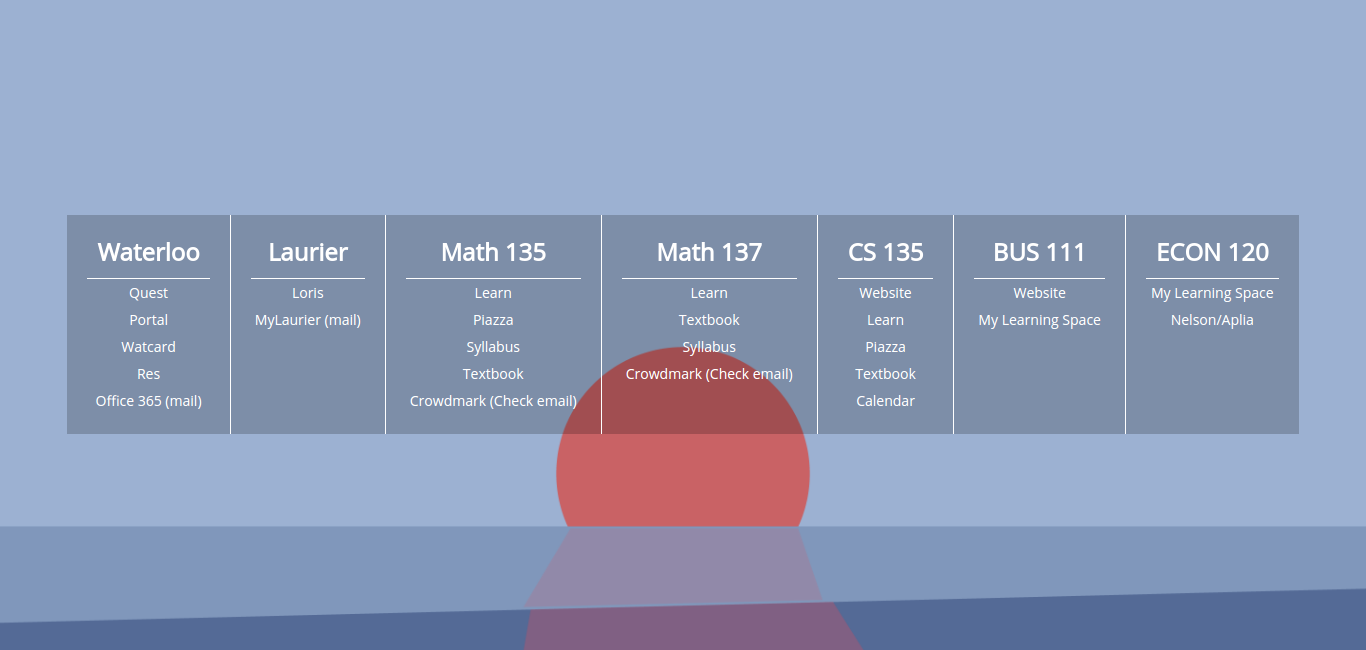 Waterloo
Quest
Portal
Watcard
Res
Office 365 (mail)
Laurier
Loris
MyLaurier (mail)
Math 135
Learn
Piazza
Syllabus
Textbook
Crowdmark (Check email)
Math 137
Learn
Textbook
Syllabus
Crowdmark (Check email)
CS 135
Website
Learn
Piazza
Textbook
Calendar
BUS 111
Website
My Learning Space
ECON 120
My Learning Space
Nelson/Aplia